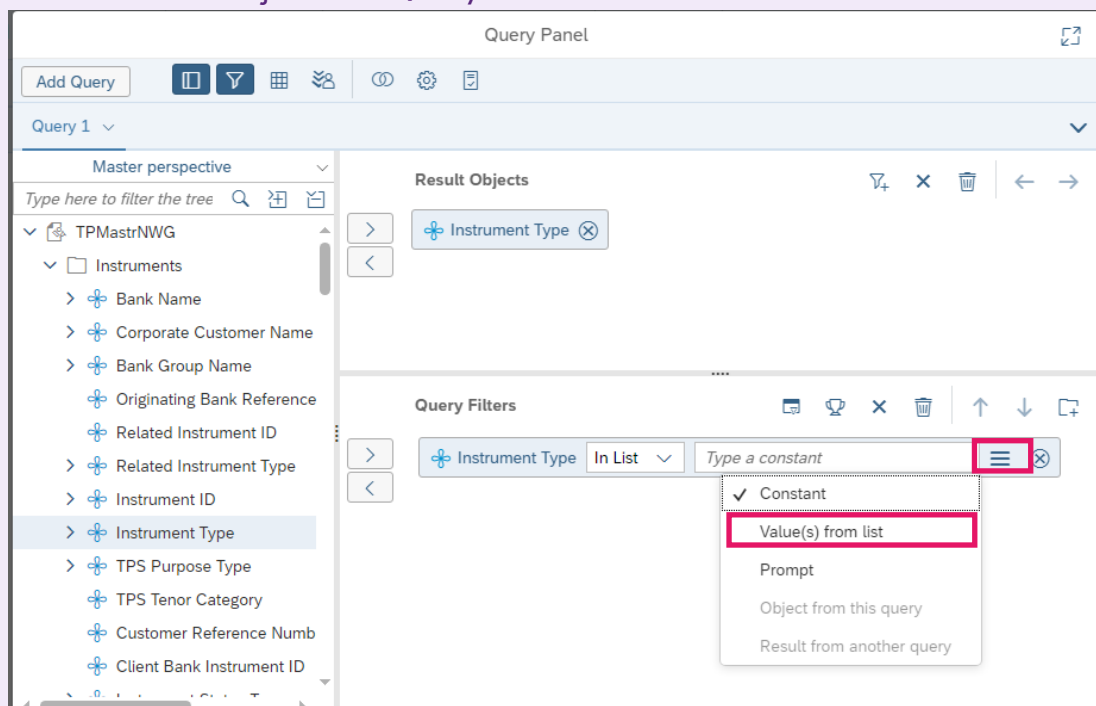 Query Panel
Add Query
Query 1
Master perspective
Type here to filter the tree
TPMastrNWG
Instruments
Bank Name
Corporate Customer Name
Bank Group Name
Originating Bank Reference
Related Instrument ID
Related Instrument Type
Instrument ID
Instrument Type
TPS Purpose Type
TPS Tenor Category
Customer Reference Numb
Client Bank Instrument ID
Result Objects
Instrument Type
Query Filters
Instrument Type In List Type a constant
Constant
Value(s) from list
Prompt
Object from this query
Result from another query